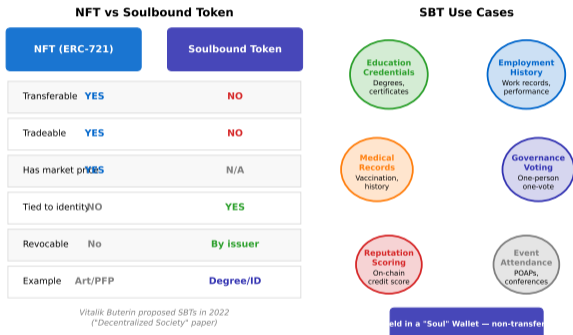 NFT vs Soulbound Token
NFT (ERC-721)
Soulbound Token
Transferable YES NO
Tradeable YES NO
Has market price YES N/A
Tied to identity NO YES
Revocable No By issuer
Example Art/PFP Degree/ID
Vitalik Buterin proposed SBTs in 2022
("Decentralized Society" paper)
SBT Use Cases
Education
Credentials
Degrees,
certificates
Employment
History
Work records,
performance
Medical
Records
Vaccination,
history
Governance
Voting
One-person
one-vote
Reputation
Scoring
On-chain
credit score
Event
Attendance
POAPs,
conferences
in a "Soul" Wallet —